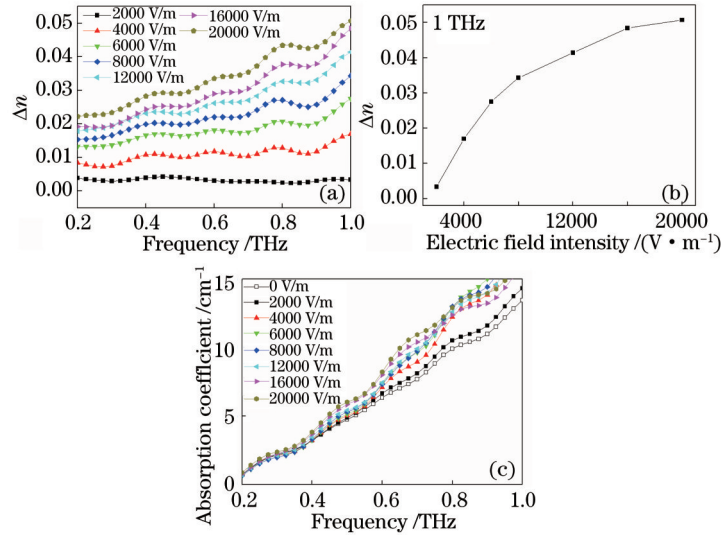 2000 V/m
4000 V/m
6000 V/m
8000 V/m
12000 V/m
16000 V/m
20000 V/m
0.05
0.04
0.03
0.02
0.01
0.00
Δn
(a)
0.2 0.4 0.6 0.8 1.0
Frequency /THz
1 THz
0.05
0.04
0.03
0.02
0.01
0.00
Δn
(b)
4000 12000 20000
Electric field intensity /(V • m⁻¹)
15
10
5
0
Absorption coefficient /cm⁻¹
0 V/m
2000 V/m
4000 V/m
6000 V/m
8000 V/m
12000 V/m
16000 V/m
20000 V/m
(c)
0.2 0.4 0.6 0.8 1.0
Frequency /THz